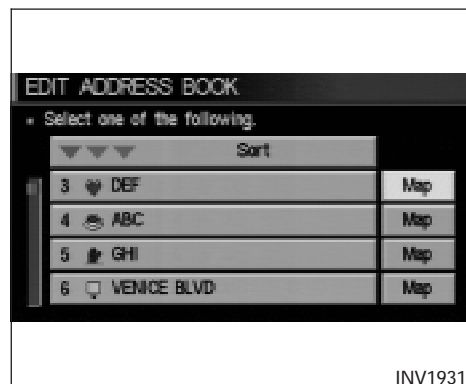 EDIT ADDRESS BOOK
Select one of the following.
Sort
3 DEF Map
4 ABC Map
5 GHI Map
6 VENICE BLVD Map
INV1931